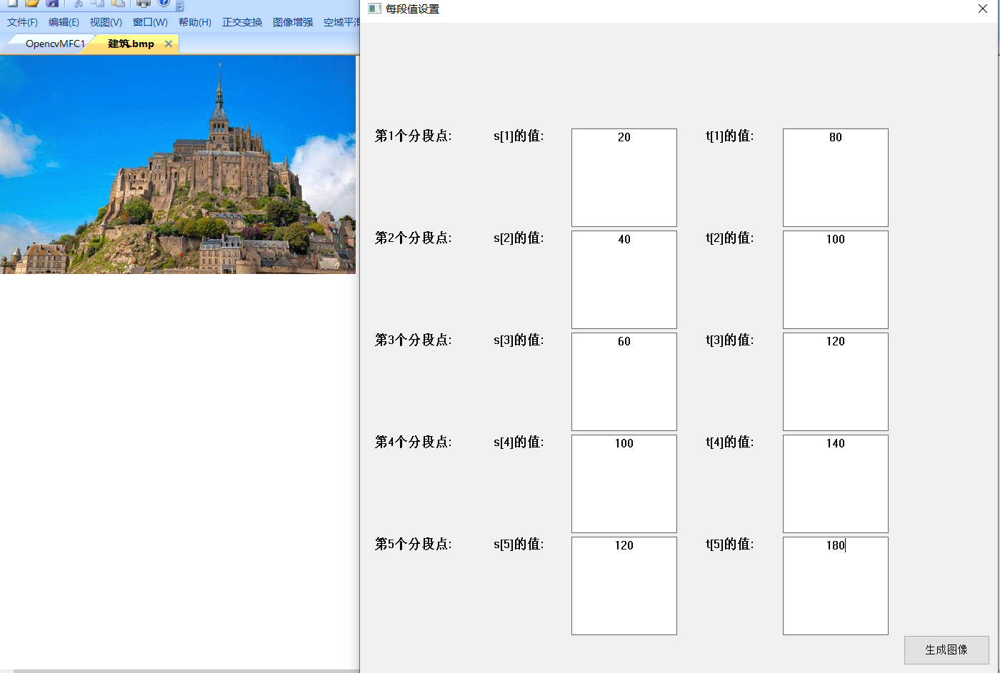 每段值设置
文件(F) 编辑(E) 视图(V) 窗口(W) 帮助(H) 正交变换 图像增强 空域平滑
OpencvMFC1 建筑.bmp
第1个分段点: s[1]的值: 20 t[1]的值: 80
第2个分段点: s[2]的值: 40 t[2]的值: 100
第3个分段点: s[3]的值: 60 t[3]的值: 120
第4个分段点: s[4]的值: 100 t[4]的值: 140
第5个分段点: s[5]的值: 120 t[5]的值: 180
生成图像